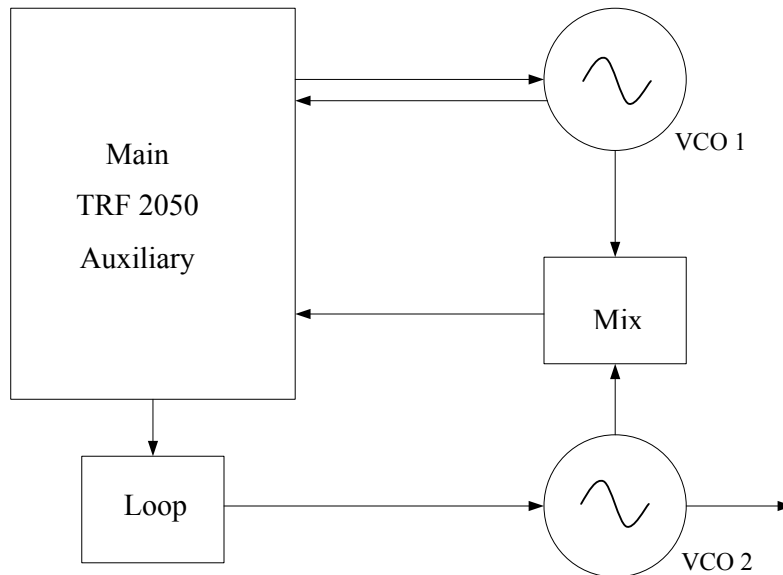 Main
TRF 2050
Auxiliary
VCO 1
Mix
Loop
VCO 2